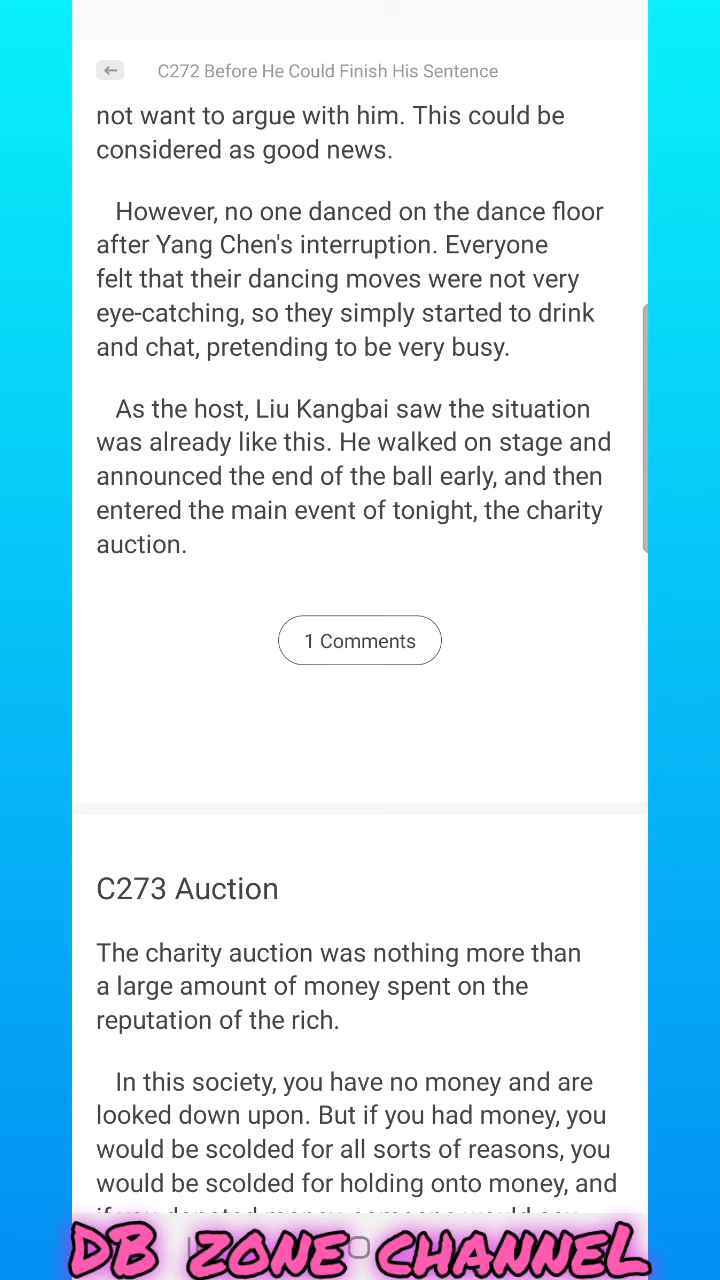 C272 Before He Could Finish His Sentence
not want to argue with him. This could be
considered as good news.
However, no one danced on the dance floor
after Yang Chen's interruption. Everyone
felt that their dancing moves were not very
eye-catching, so they simply started to drink
and chat, pretending to be very busy.
As the host, Liu Kangbai saw the situation
was already like this. He walked on stage and
announced the end of the ball early, and then
entered the main event of tonight, the charity
auction.
1 Comments
C273 Auction
The charity auction was nothing more than
a large amount of money spent on the
reputation of the rich.
In this society, you have no money and are
looked down upon. But if you had money, you
would be scolded for all sorts of reasons, you
would be scolded for holding onto money, and
DB ZONE CHANNEL